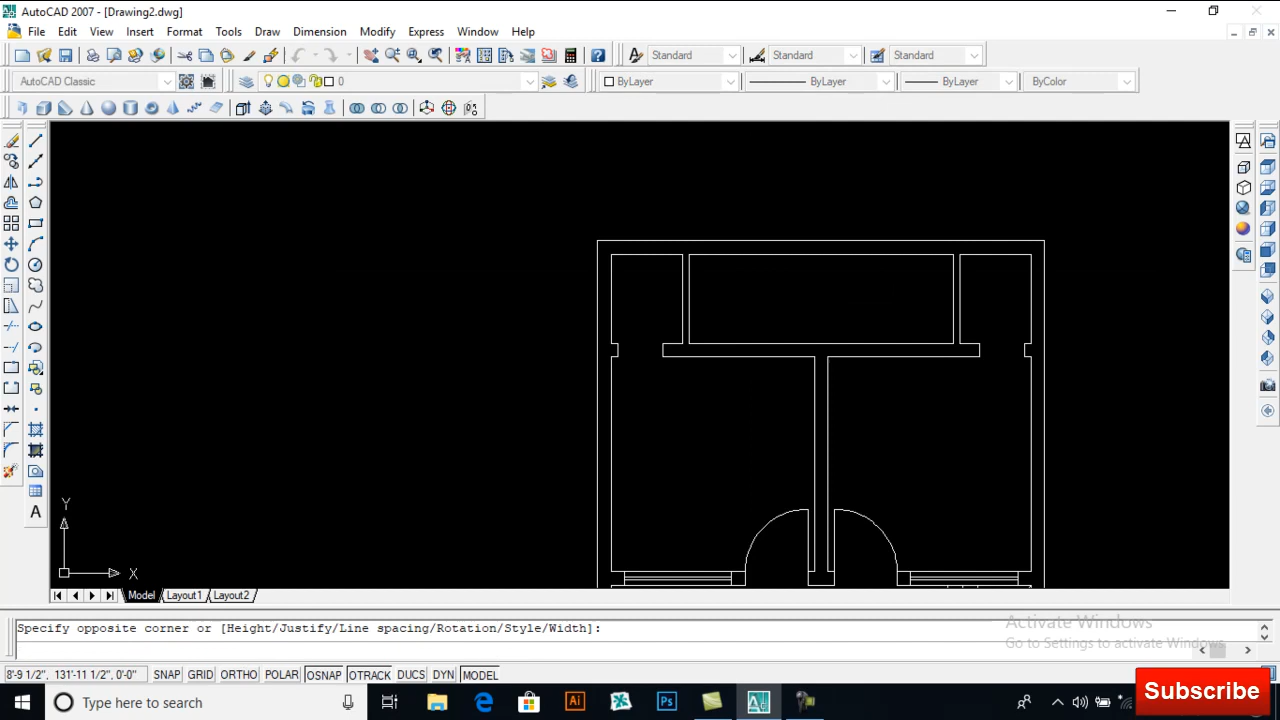 AutoCAD 2007 - [Drawing2.dwg]
File Edit View Insert Format Tools Draw Dimension Modify Express Window Help
Standard Standard Standard
AutoCAD Classic 0 ByLayer ByLayer ByLayer ByColor
Y
X
Model Layout1 Layout2
Specify opposite corner or [Height/Justify/Line spacing/Rotation/Style/Width]:
Activate Windows
Go to Settings to activate Windows.
8'-9 1/2", 131'-11 1/2", 0'-0" SNAP GRID ORTHO POLAR OSNAP OTRACK DUCS DYN MODEL
Subscribe
Type here to search